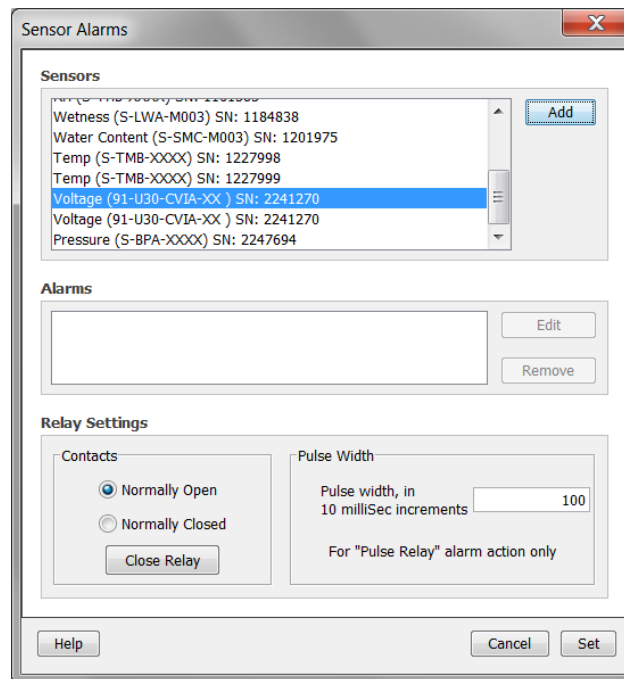 Sensor Alarms
Sensors
Wetness (S-LWA-M003) SN: 1184838
Water Content (S-SMC-M003) SN: 1201975
Temp (S-TMB-XXXX) SN: 1227998
Temp (S-TMB-XXXX) SN: 1227999
Voltage (91-U30-CVIA-XX ) SN: 2241270
Voltage (91-U30-CVIA-XX ) SN: 2241270
Pressure (S-BPA-XXXX) SN: 2247694
Add
Alarms
Edit
Remove
Relay Settings
Contacts
Normally Open
Normally Closed
Close Relay
Pulse Width
Pulse width, in
10 milliSec increments
100
For "Pulse Relay" alarm action only
Help
Cancel
Set